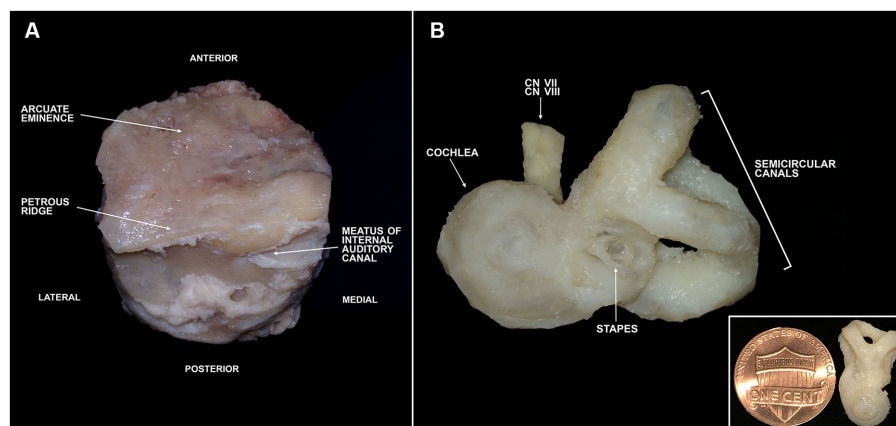 A
ANTERIOR
ARCUATE
EMINENCE
PETROUS
RIDGE
MEATUS OF
INTERNAL
AUDITORY
CANAL
LATERAL
MEDIAL
POSTERIOR
B
CN VII
CN VIII
COCHLEA
SEMICIRCULAR
CANALS
STAPES
UNITED STATES OF AMERICA
ONE CENT